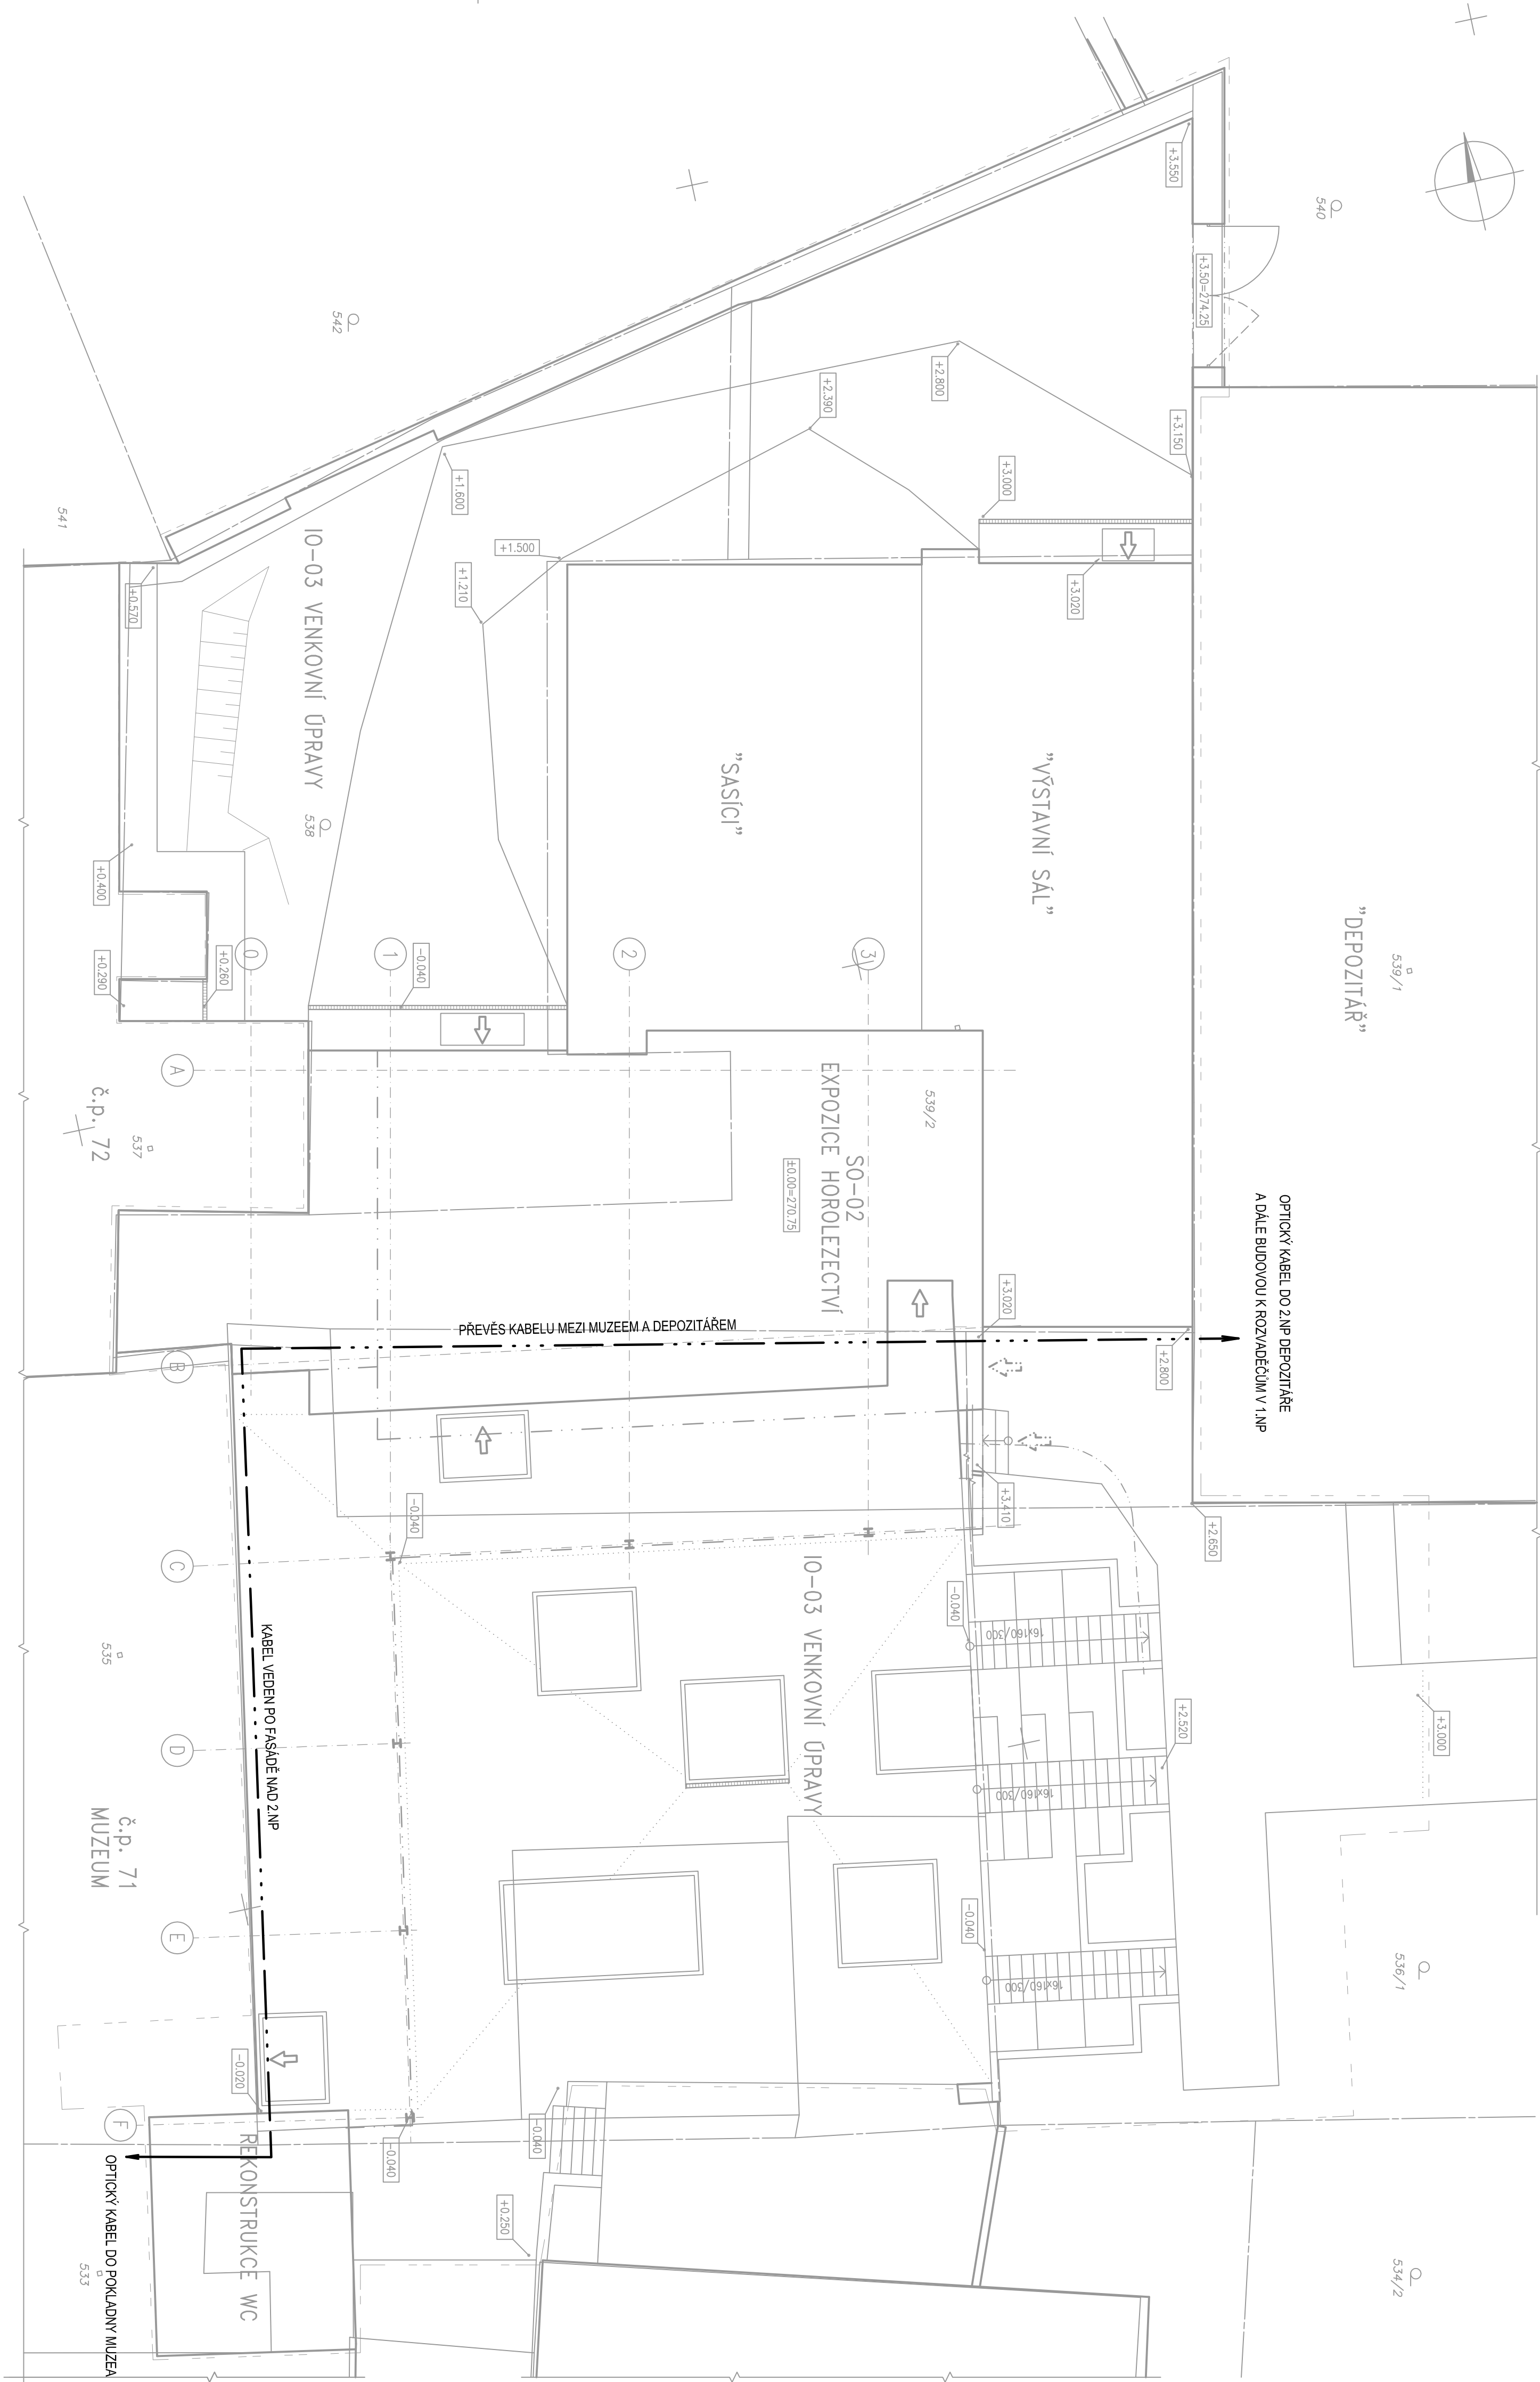 540
+3.550
+3.50=274.25
542
+2.800
+2.390
+3.150
+3.000
+1.600
541
+1.500
+1.210
+3.020
+0.570
IO-03 VENKOVNÍ ÚPRAVY
538
"SASÍCI"
"VÝSTAVNÍ SÁL"
"DEPOZITÁŘ"
539/1
+0.400
+0.290
+0.260
-0.040
0
1
2
3
A
č.p. 72
537
539/2
SO-02
EXPOZICE HOROLEZECTVÍ
±0.00=270.75
OPTICKÝ KABEL DO 2.NP DEPOZITÁŘE
A DÁLE BUDOVOU K ROZVADĚČŮM V 1.NP
+3.020
PŘEVĚS KABELU MEZI MUZEEM A DEPOZITÁŘEM
+2.800
B
+3.410
-0.040
+2.650
C
IO-03 VENKOVNÍ ÚPRAVY
-0.040
16x160/300
KABEL VEDEN PO FASÁDĚ NAD 2.NP
535
+2.520
+3.000
D
16x160/300
č.p. 71
MUZEUM
-0.040
E
16x160/300
536/1
-0.020
F
-0.040
-0.040
REKONSTRUKCE WC
OPTICKÝ KABEL DO POKLADNY MUZEA
+0.250
533
534/2